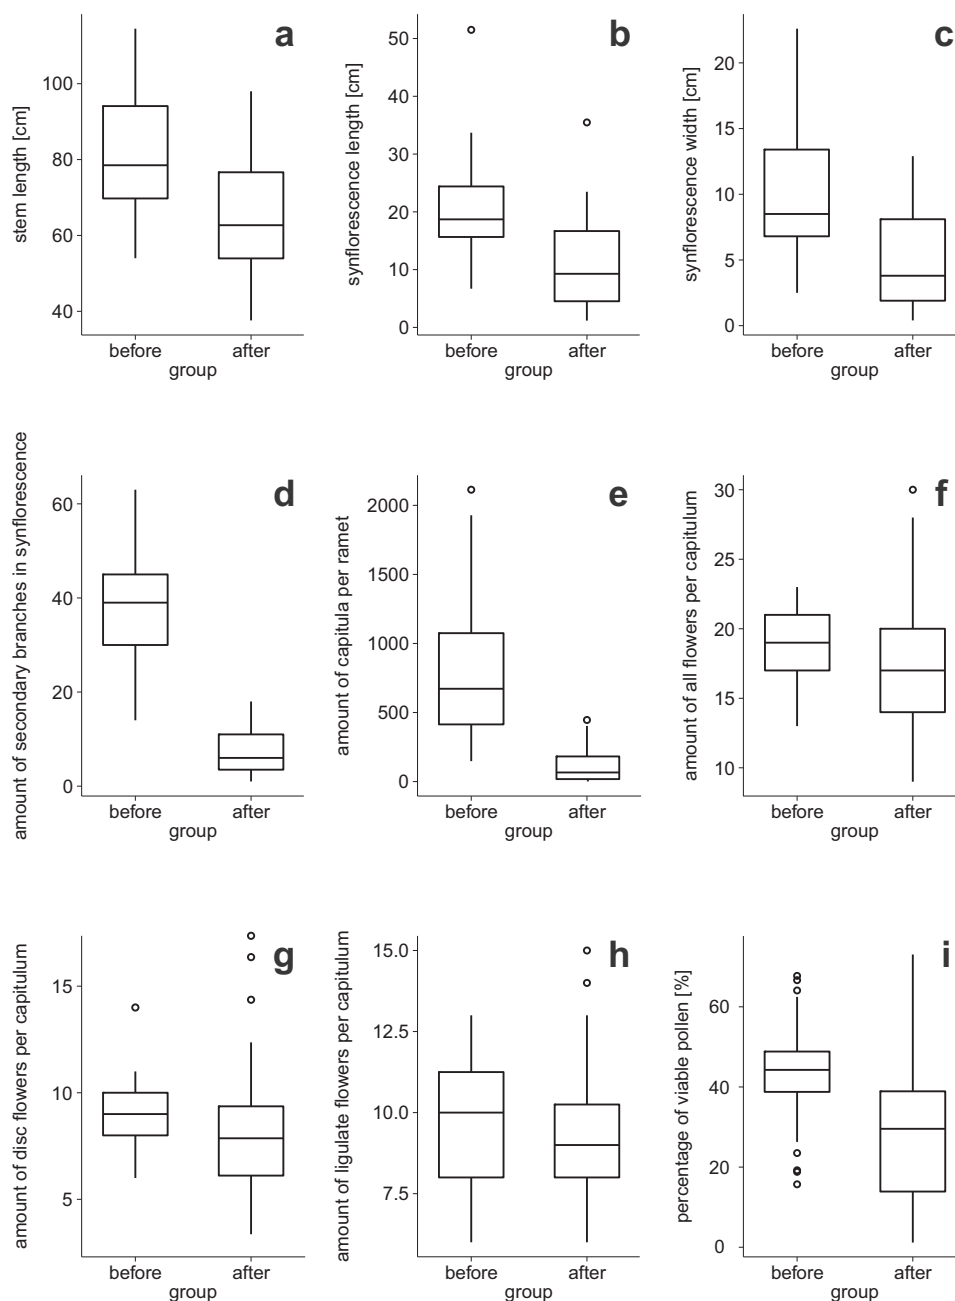 a
stem length [cm]
100
80
60
40
before after
group
b
synflorescence length [cm]
50
40
30
20
10
0
before after
group
c
synflorescence width [cm]
20
15
10
5
0
before after
group
d
amount of secondary branches in synflorescence
60
40
20
0
before after
group
e
amount of capitula per ramet
2000
1500
1000
500
0
before after
group
f
amount of all flowers per capitulum
30
25
20
15
10
before after
group
g
amount of disc flowers per capitulum
15
10
5
before after
group
h
amount of ligulate flowers per capitulum
15.0
12.5
10.0
7.5
before after
group
i
percentage of viable pollen [%]
60
40
20
0
before after
group